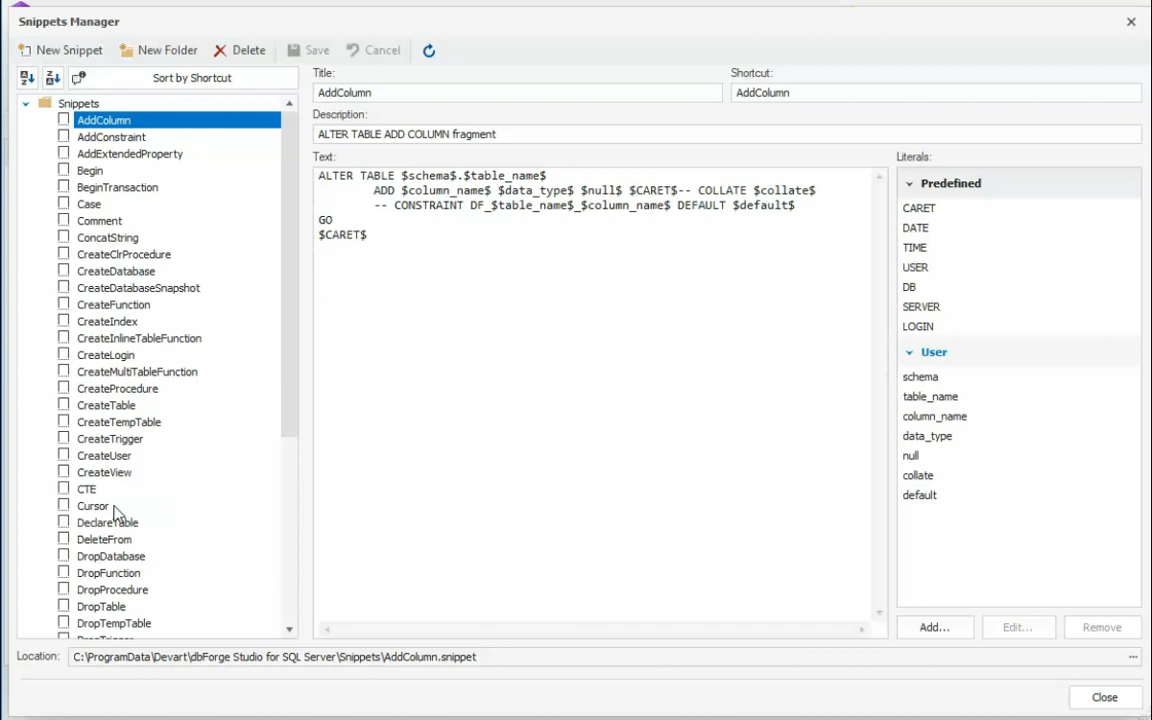 Snippets Manager
New Snippet New Folder Delete Save Cancel
Sort by Shortcut
Snippets
AddColumn
AddConstraint
AddExtendedProperty
Begin
BeginTransaction
Case
Comment
ConcatString
CreateClrProcedure
CreateDatabase
CreateDatabaseSnapshot
CreateFunction
CreateIndex
CreateInlineTableFunction
CreateLogin
CreateMultiTableFunction
CreateProcedure
CreateTable
CreateTempTable
CreateTrigger
CreateUser
CreateView
CTE
Cursor
DeclareTable
DeleteFrom
DropDatabase
DropFunction
DropProcedure
DropTable
DropTempTable
DropTrigger
Title:
AddColumn
Shortcut:
AddColumn
Description:
ALTER TABLE ADD COLUMN fragment
Text:
ALTER TABLE $schema$.$table_name$
ADD $column_name$ $data_type$ $null$ $CARET$-- COLLATE $collate$
-- CONSTRAINT DF_$table_name$_$column_name$ DEFAULT $default$
GO
$CARET$
Literals:
Predefined
CARET
DATE
TIME
USER
DB
SERVER
LOGIN
User
schema
table_name
column_name
data_type
null
collate
default
Add... Edit... Remove
Location: C:\ProgramData\Devart\dbForge Studio for SQL Server\Snippets\AddColumn.snippet
Close